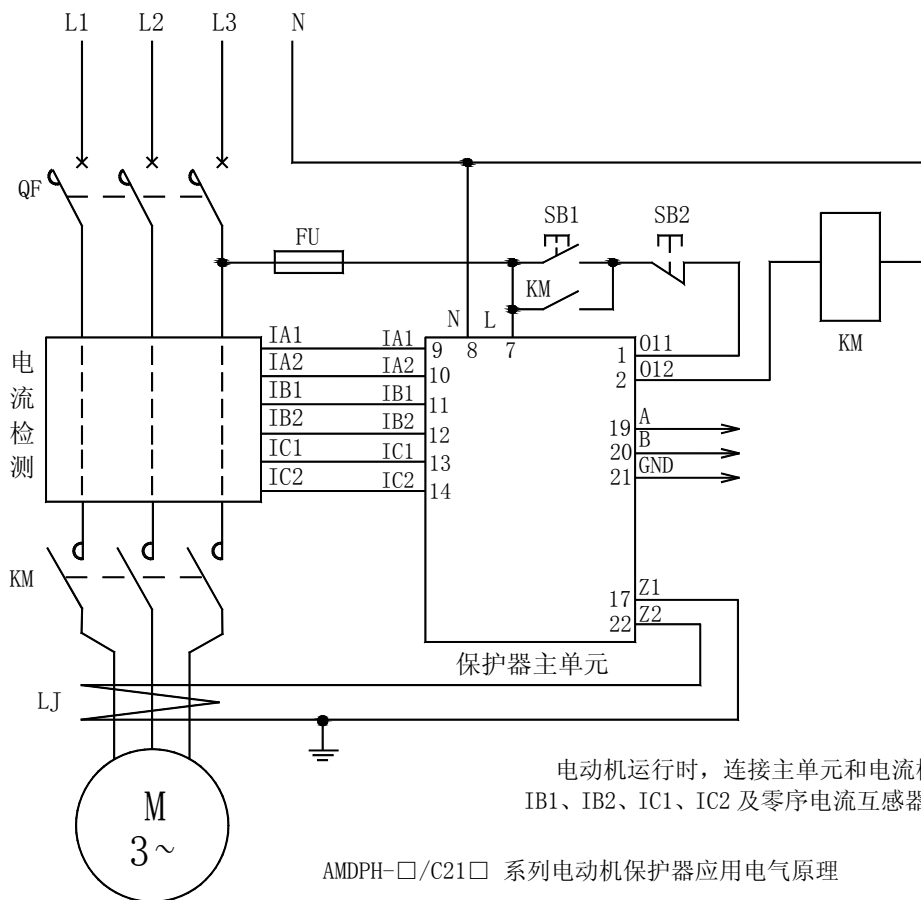 L1 L2 L3 N
QF
FU
SB1
SB2
KM
KM
N L
8 7
IA1 IA1 9
IA2 IA2 10
IB1 IB1 11
IB2 IB2 12
IC1 IC1 13
IC2 IC2 14
电流检测
1 011
2 012
19 A
20 B
21 GND
17 Z1
22 Z2
保护器主单元
KM
LJ
M
3~
电动机运行时，连接主单元和电流检
IB1、IB2、IC1、IC2 及零序电流互感器
AMDPH-□/C21□ 系列电动机保护器应用电气原理